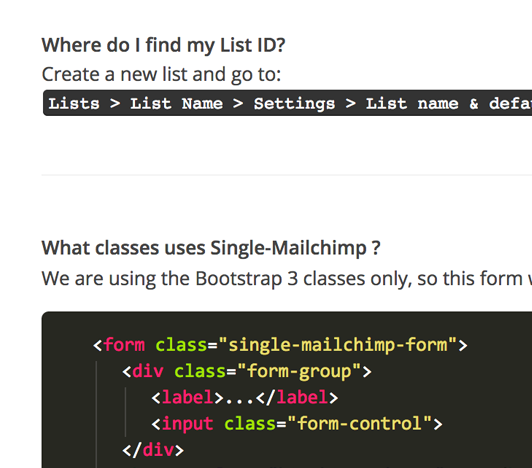 Where do I find my List ID?
Create a new list and go to:
Lists > List Name > Settings > List name & defa
What classes uses Single-Mailchimp ?
We are using the Bootstrap 3 classes only, so this form
<form class="single-mailchimp-form">
<div class="form-group">
<label>...</label>
<input class="form-control">
</div>